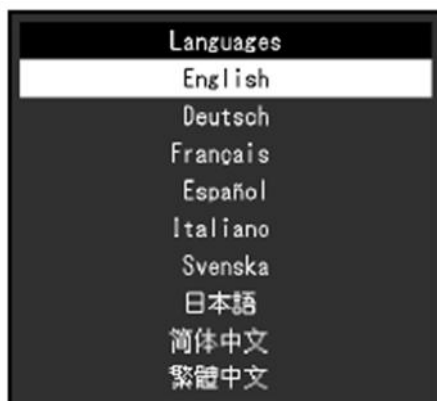 Languages
English
Deutsch
Français
Español
Italiano
Svenska
日本語
简体中文
繁體中文